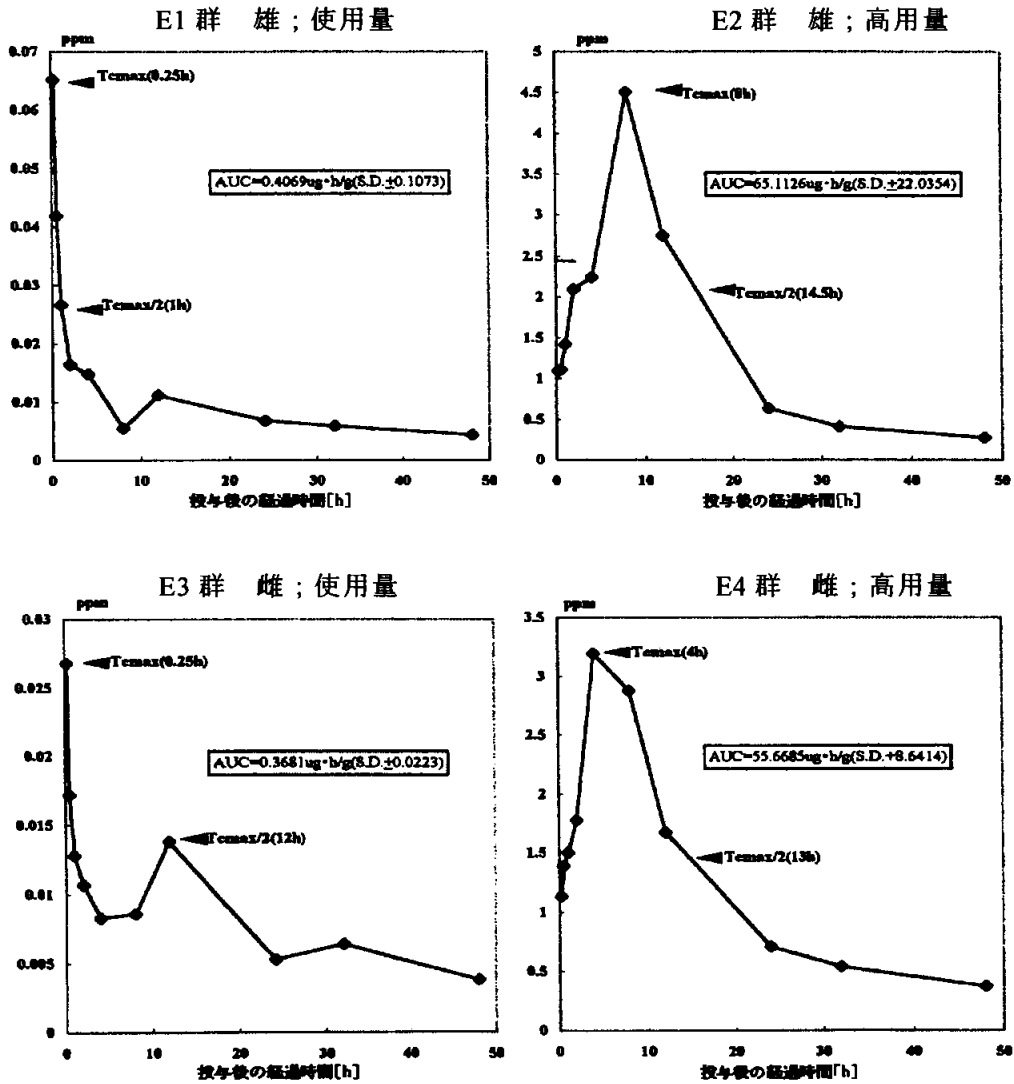 E1 群 雄 ; 使用量
ppm
0.07
0.06
0.05
0.04
0.03
0.02
0.01
0
Tcmax(0.25h)
AUC=0.4069ug・h/g(S.D.±0.1073)
Tcmax/2(1h)
0 10 20 30 40 50
投与後の経過時間[h]
E2 群 雄 ; 高用量
ppm
5
4.5
4
3.5
3
2.5
2
1.5
1
0.5
0
Tcmax(8h)
AUC=65.1126ug・h/g(S.D.±22.0354)
Tcmax/2(14.5h)
0 10 20 30 40 50
投与後の経過時間[h]
E3 群 雌 ; 使用量
ppm
0.03
0.025
0.02
0.015
0.01
0.005
0
Tcmax(0.25h)
AUC=0.3681ug・h/g(S.D.±0.0223)
Tcmax/2(12h)
0 10 20 30 40 50
投与後の経過時間[h]
E4 群 雌 ; 高用量
ppm
3.5
3
2.5
2
1.5
1
0.5
0
Tcmax(4h)
AUC=55.6685ug・h/g(S.D.+8.6414)
Tcmax/2(13h)
0 10 20 30 40 50
投与後の経過時間[h]